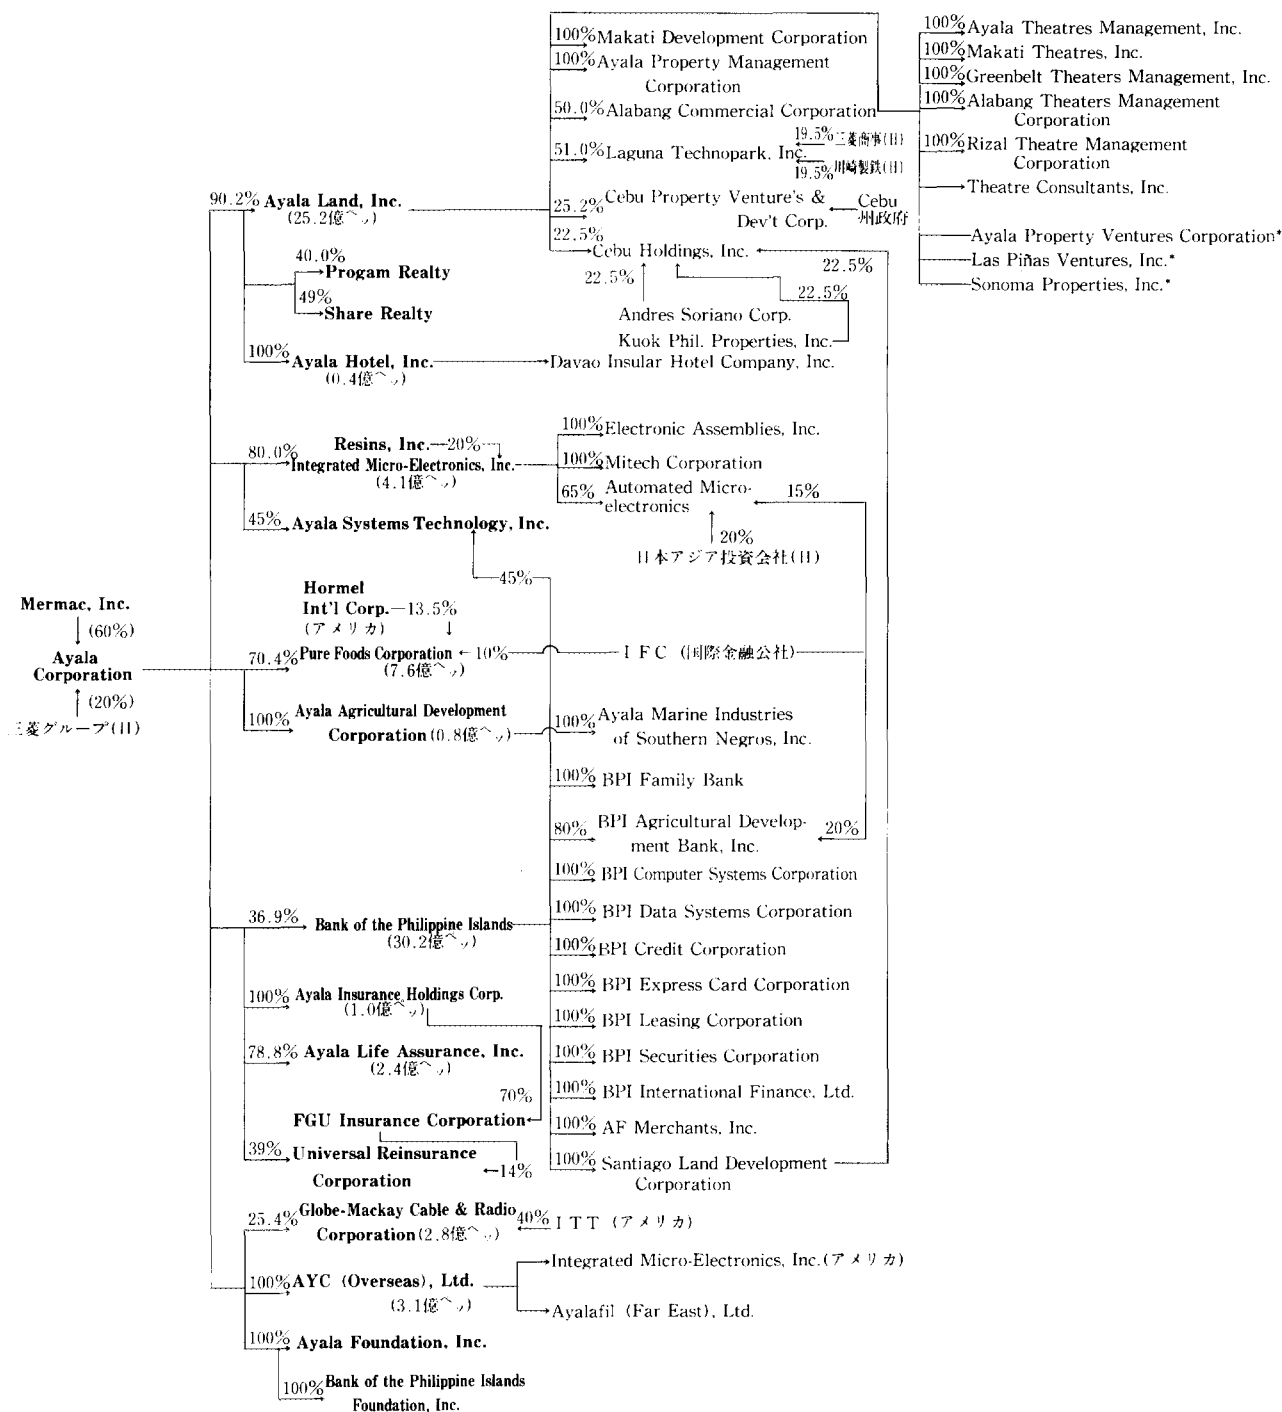 Mermac, Inc.
(60%)
Ayala
Corporation
(20%)
三菱グループ(日)
90.2% Ayala Land, Inc.
(25.2億ペソ)
40.0%
Progam Realty
49%
Share Realty
100% Ayala Hotel, Inc.
(0.4億ペソ)
Davao Insular Hotel Company, Inc.
100% Makati Development Corporation
100% Ayala Property Management
Corporation
50.0% Alabang Commercial Corporation
51.0% Laguna Technopark, Inc.
19.5% 三菱商事(日)
19.5% 川崎製鉄(日)
25.2% Cebu Property Venture's &
Dev't Corp.
Cebu
州政府
22.5%
Cebu Holdings, Inc.
22.5%
22.5%
22.5%
Andres Soriano Corp.
Kuok Phil. Properties, Inc.
100% Ayala Theatres Management, Inc.
100% Makati Theatres, Inc.
100% Greenbelt Theaters Management, Inc.
100% Alabang Theaters Management
Corporation
100% Rizal Theatre Management
Corporation
Theatre Consultants, Inc.
Ayala Property Ventures Corporation*
Las Piñas Ventures, Inc.*
Sonoma Properties, Inc.*
Resins, Inc. 20%
80.0% Integrated Micro-Electronics, Inc.
(4.1億ペソ)
100% Electronic Assemblies, Inc.
100% Mitech Corporation
65% Automated Micro-
electronics
15%
20%
日本アジア投資会社(日)
45% Ayala Systems Technology, Inc.
45%
Hormel
Int'l Corp. 13.5%
(アメリカ)
70.4% Pure Foods Corporation 10% IFC (国際金融公社)
(7.6億ペソ)
100% Ayala Agricultural Development
Corporation (0.8億ペソ)
100% Ayala Marine Industries
of Southern Negros, Inc.
100% BPI Family Bank
80% BPI Agricultural Develop-
ment Bank, Inc.
20%
100% BPI Computer Systems Corporation
36.9% Bank of the Philippine Islands
(30.2億ペソ)
100% BPI Data Systems Corporation
100% BPI Credit Corporation
100% BPI Express Card Corporation
100% BPI Leasing Corporation
100% BPI Securities Corporation
100% BPI International Finance, Ltd.
100% AF Merchants, Inc.
100% Santiago Land Development
Corporation
100% Ayala Insurance Holdings Corp.
(1.0億ペソ)
78.8% Ayala Life Assurance, Inc.
(2.4億ペソ)
70%
FGU Insurance Corporation
39% Universal Reinsurance
Corporation
14%
25.4% Globe-Mackay Cable & Radio
Corporation (2.8億ペソ)
40% ITT (アメリカ)
100% AYC (Overseas), Ltd.
(3.1億ペソ)
Integrated Micro-Electronics, Inc. (アメリカ)
Ayalafil (Far East), Ltd.
100% Ayala Foundation, Inc.
100% Bank of the Philippine Islands
Foundation, Inc.